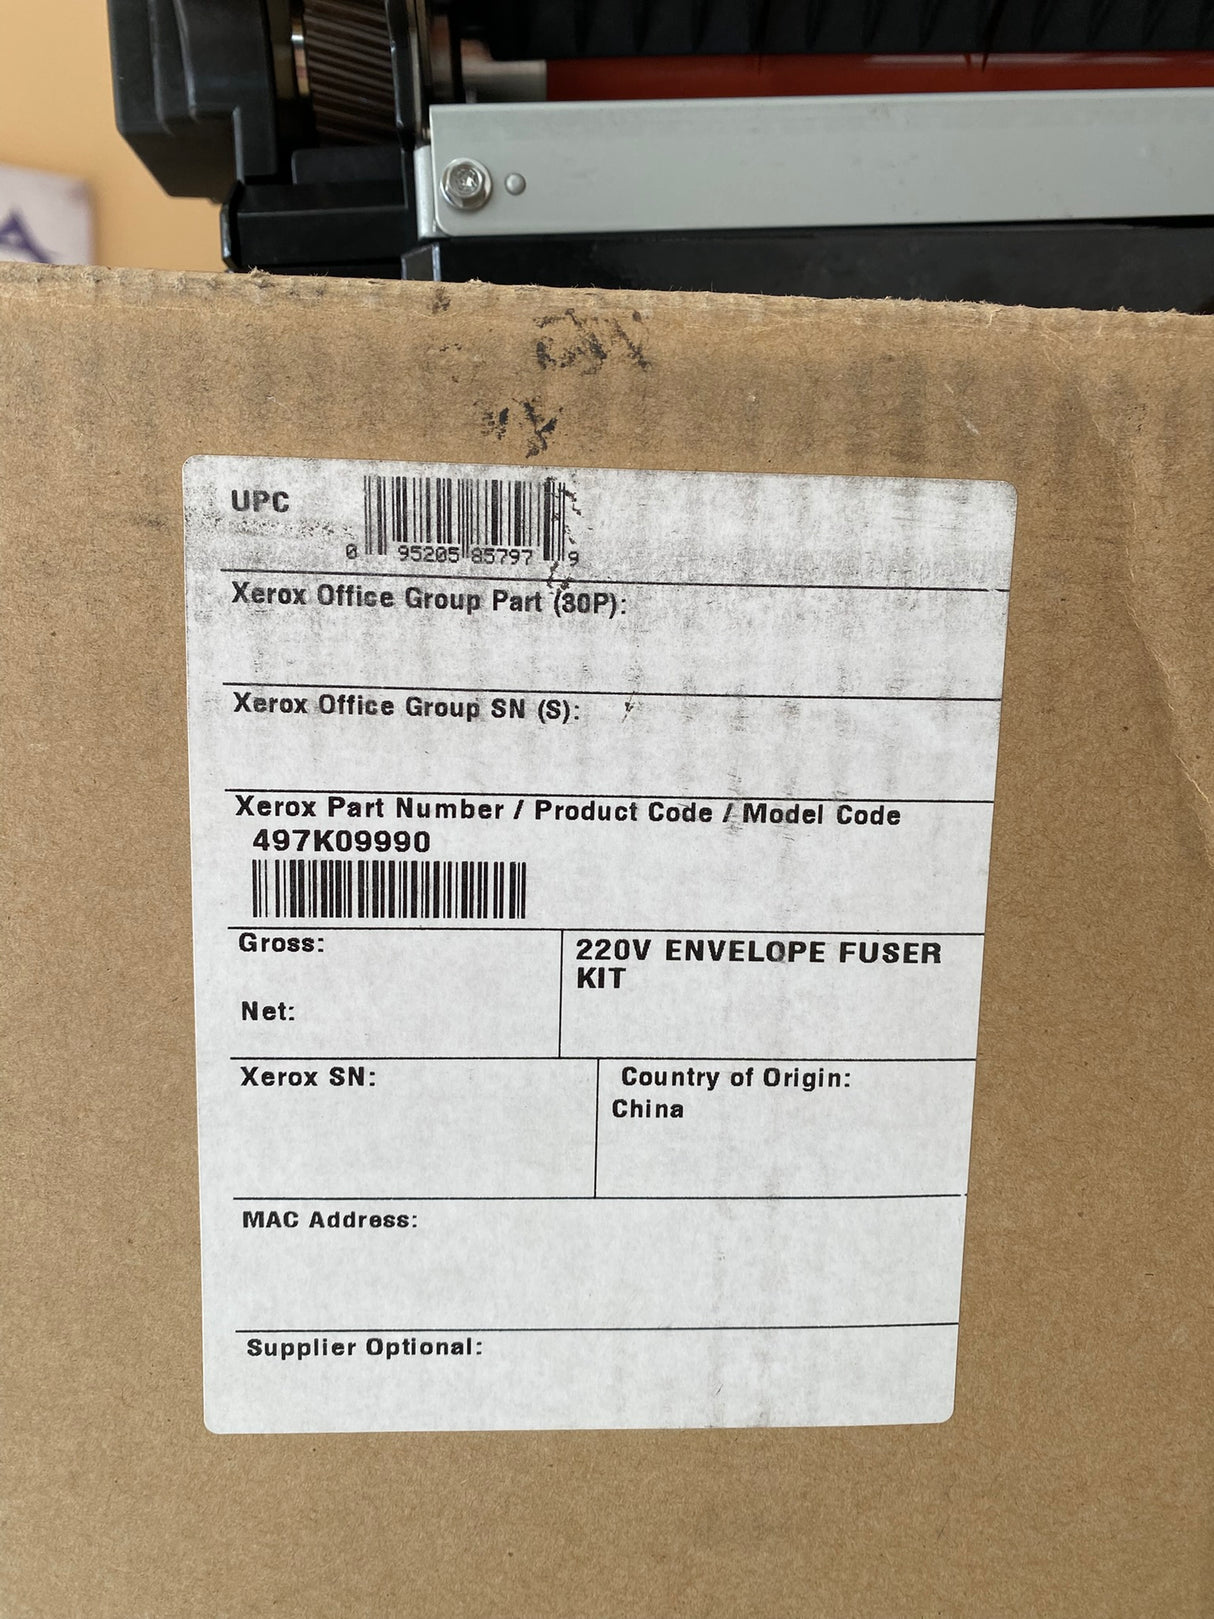 A
UPC
0 95205 85797 9
Xerox Office Group Part (30P):
Xerox Office Group SN (S):
Xerox Part Number / Product Code / Model Code
497K09990
Gross:
220V ENVELOPE FUSER
KIT
Net:
Xerox SN:
Country of Origin:
China
MAC Address:
Supplier Optional: